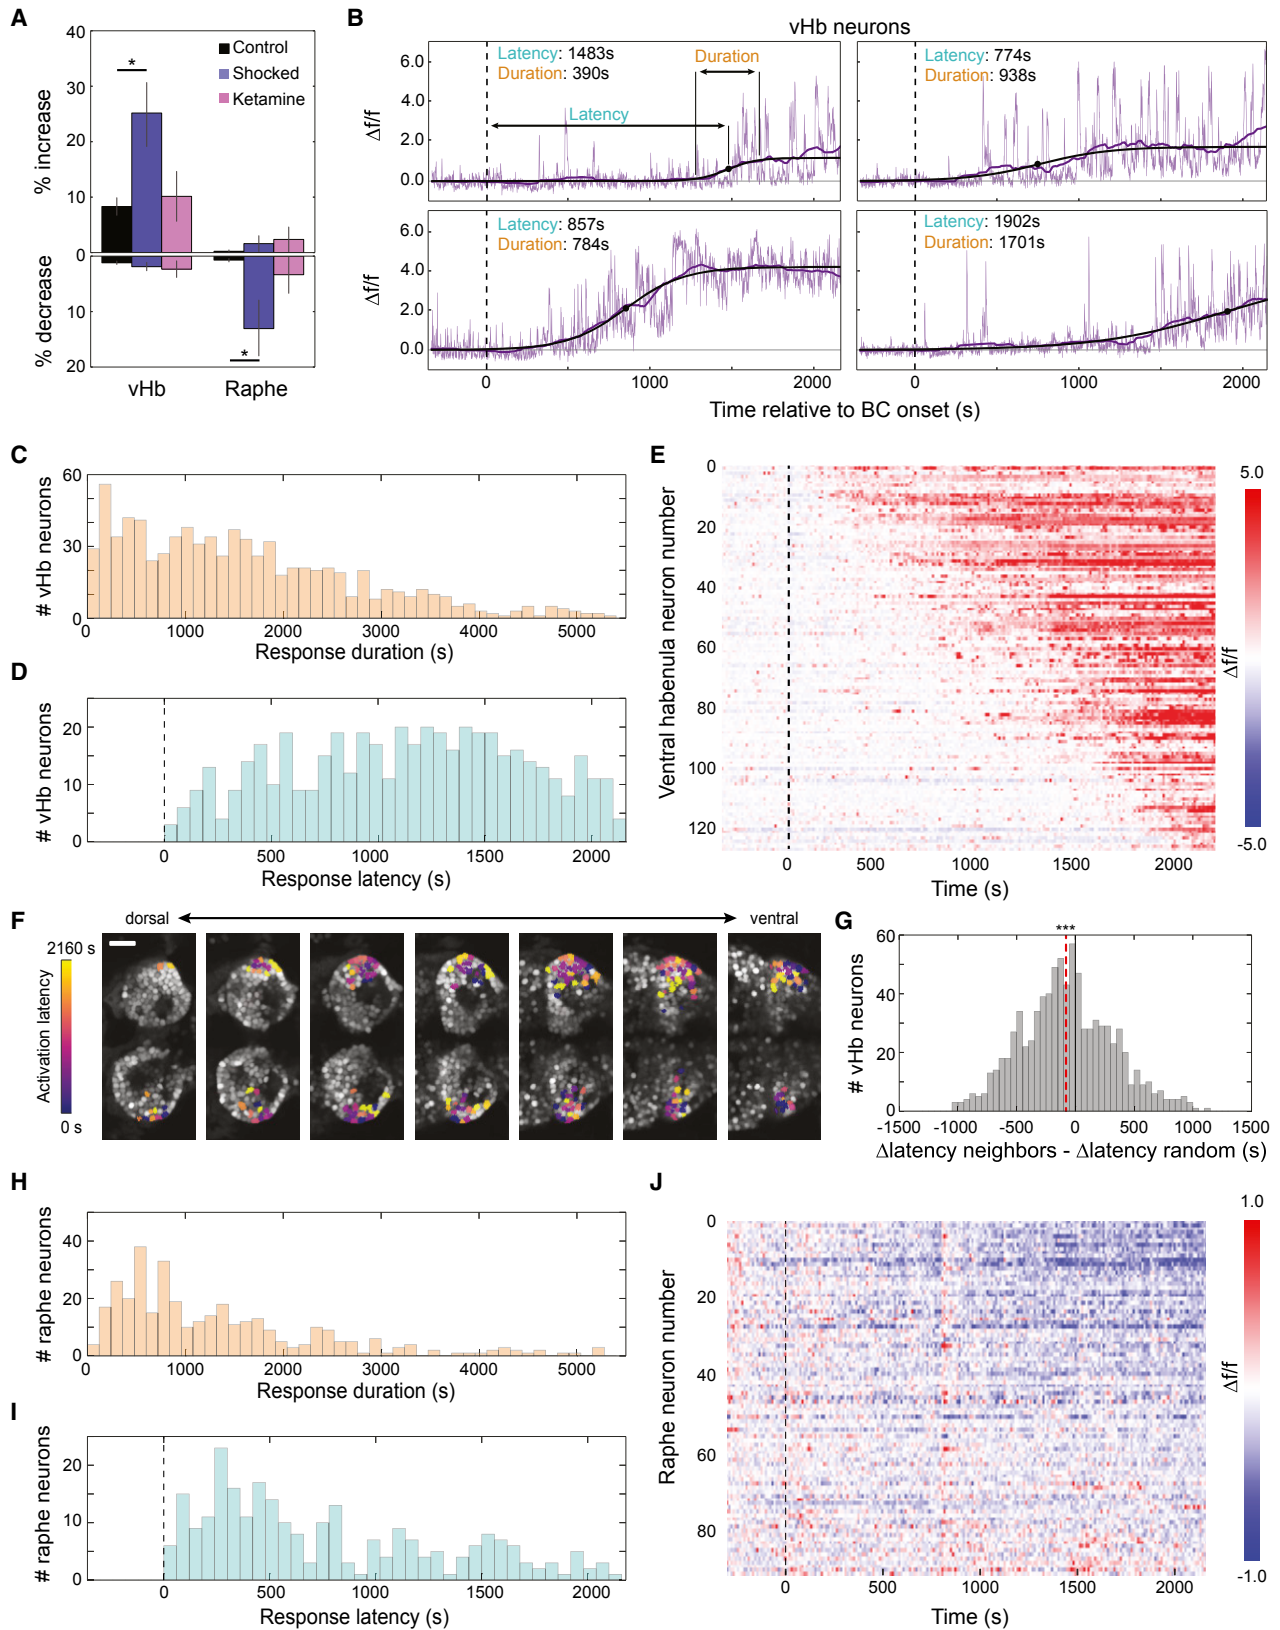 A
40
30
20
10
0
10
20
% increase
% decrease
*
*
Control
Shocked
Ketamine
vHb
Raphe
B
vHb neurons
Latency: 1483s
Duration: 390s
Duration
Latency
Latency: 774s
Duration: 938s
Latency: 857s
Duration: 784s
Latency: 1902s
Duration: 1701s
6.0
4.0
2.0
0.0
Δf/f
6.0
4.0
2.0
0.0
Δf/f
0
1000
2000
0
1000
2000
Time relative to BC onset (s)
C
60
30
0
# vHb neurons
0
1000
2000
3000
4000
5000
Response duration (s)
D
20
10
0
# vHb neurons
0
500
1000
1500
2000
Response latency (s)
E
Ventral habenula neuron number
0
20
40
60
80
100
120
0
500
1000
1500
2000
Time (s)
5.0
Δf/f
-5.0
F
dorsal
ventral
2160 s
Activation latency
0 s
G
***
60
40
20
0
# vHb neurons
-1500
-1000
-500
0
500
1000
1500
Δlatency neighbors - Δlatency random (s)
H
40
20
0
# raphe neurons
0
1000
2000
3000
4000
5000
Response duration (s)
I
20
10
0
# raphe neurons
0
500
1000
1500
2000
Response latency (s)
J
Raphe neuron number
0
20
40
60
80
0
500
1000
1500
2000
Time (s)
1.0
Δf/f
-1.0